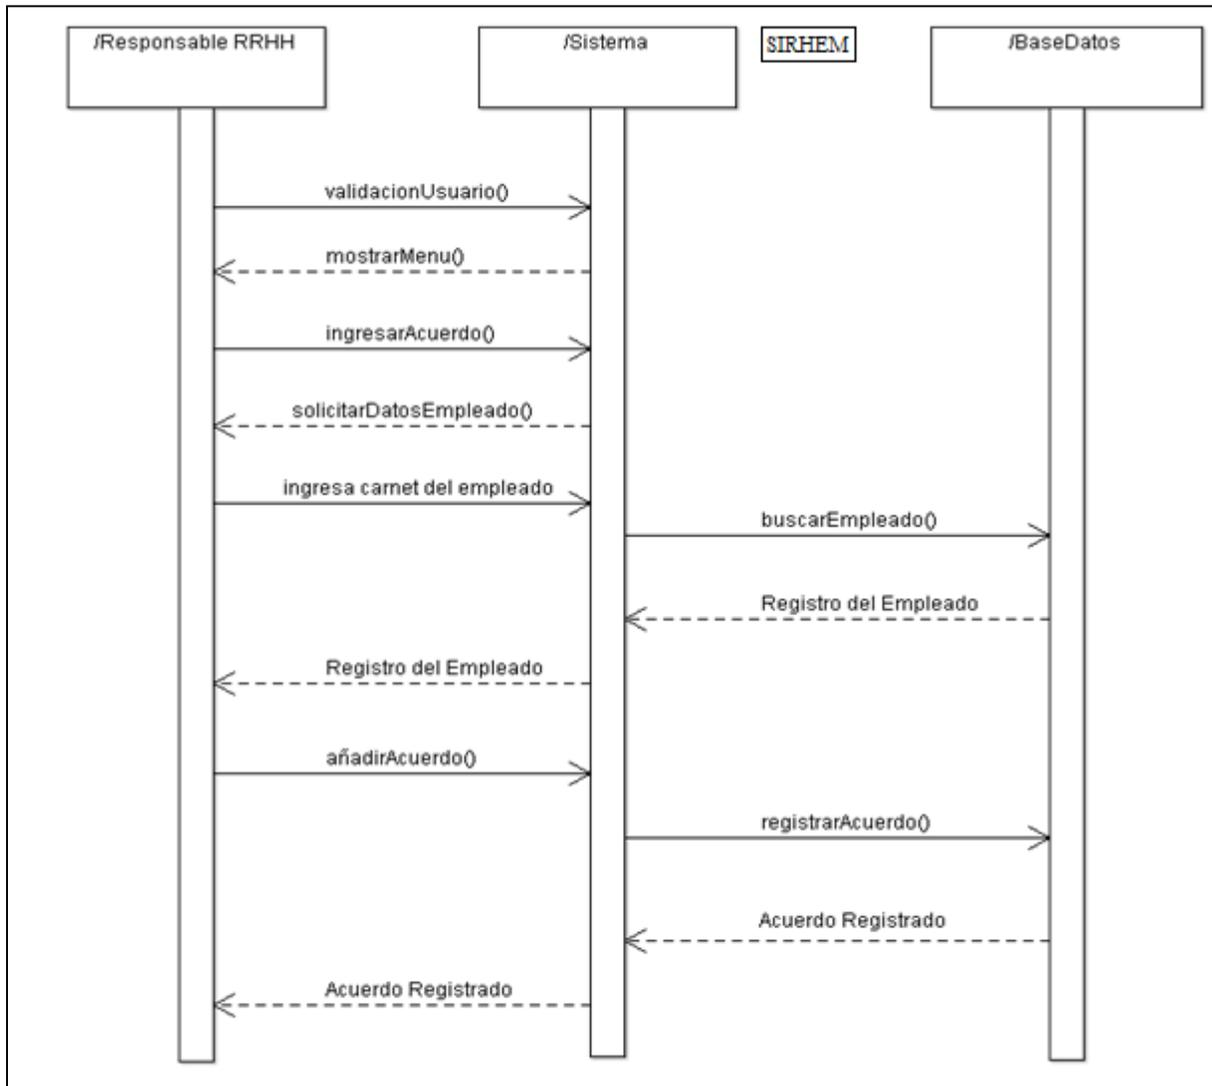 /Responsable RRHH
/Sistema
SIRHEM
/BaseDatos
validacionUsuario()
mostrarMenu()
ingresarAcuerdo()
solicitarDatosEmpleado()
ingresa carnet del empleado
buscarEmpleado()
Registro del Empleado
Registro del Empleado
añadirAcuerdo()
registrarAcuerdo()
Acuerdo Registrado
Acuerdo Registrado